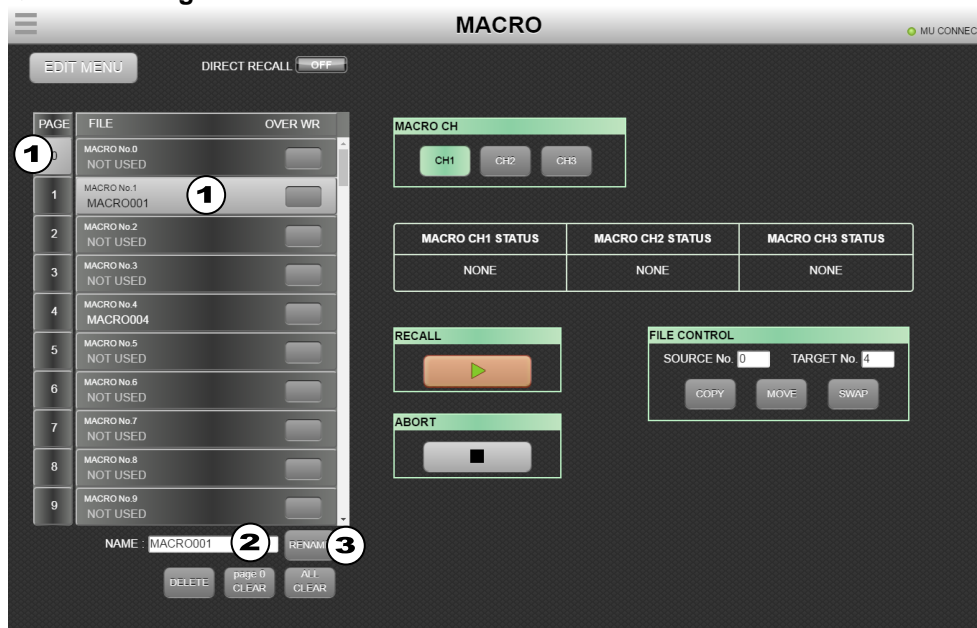 MACRO
MU CONNEC
EDIT MENU
DIRECT RECALL OFF
PAGE FILE OVER WR
1
0 MACRO No.0
NOT USED
1 MACRO No.1
MACRO001
1
2 MACRO No.2
NOT USED
3 MACRO No.3
NOT USED
4 MACRO No.4
MACRO004
5 MACRO No.5
NOT USED
6 MACRO No.6
NOT USED
7 MACRO No.7
NOT USED
8 MACRO No.8
NOT USED
9 MACRO No.9
NOT USED
NAME : MACRO001 2 RENAM 3
DELETE
page 0
CLEAR
ALL
CLEAR
MACRO CH
CH1 CH2 CH3
MACRO CH1 STATUS MACRO CH2 STATUS MACRO CH3 STATUS
NONE NONE NONE
RECALL
ABORT
FILE CONTROL
SOURCE No. 0 TARGET No. 4
COPY MOVE SWAP